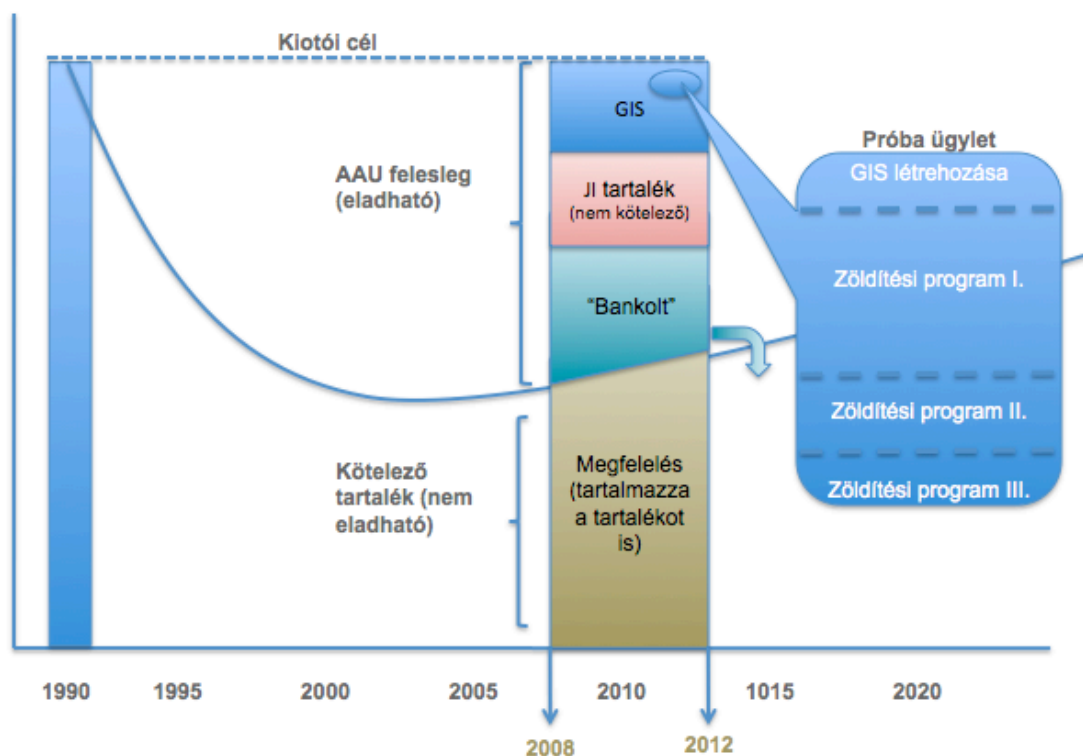 Kiotói cél
GIS
AAU felesleg
(eladható)
JI tartalék
(nem kötelező)
"Bankolt"
Kötelező
tartalék (nem
eladható)
Megfelelés
(tartalmazza
a tartalékot
is)
Próba ügylet
GIS létrehozása
Zöldítési program I.
Zöldítési program II.
Zöldítési program III.
1990 1995 2000 2005 2010 1015 2020
2008 2012